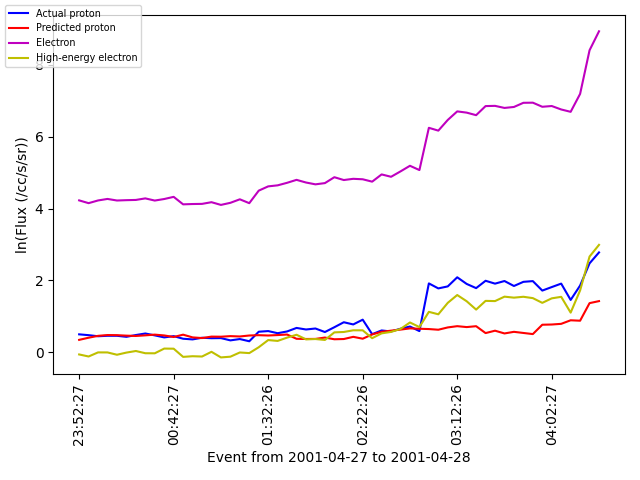 Actual proton
Predicted proton
Electron
High-energy electron
8
6
4
2
0
ln(Flux (/cc/s/sr))
23:52:27
00:42:27
01:32:26
02:22:26
03:12:26
04:02:27
Event from 2001-04-27 to 2001-04-28